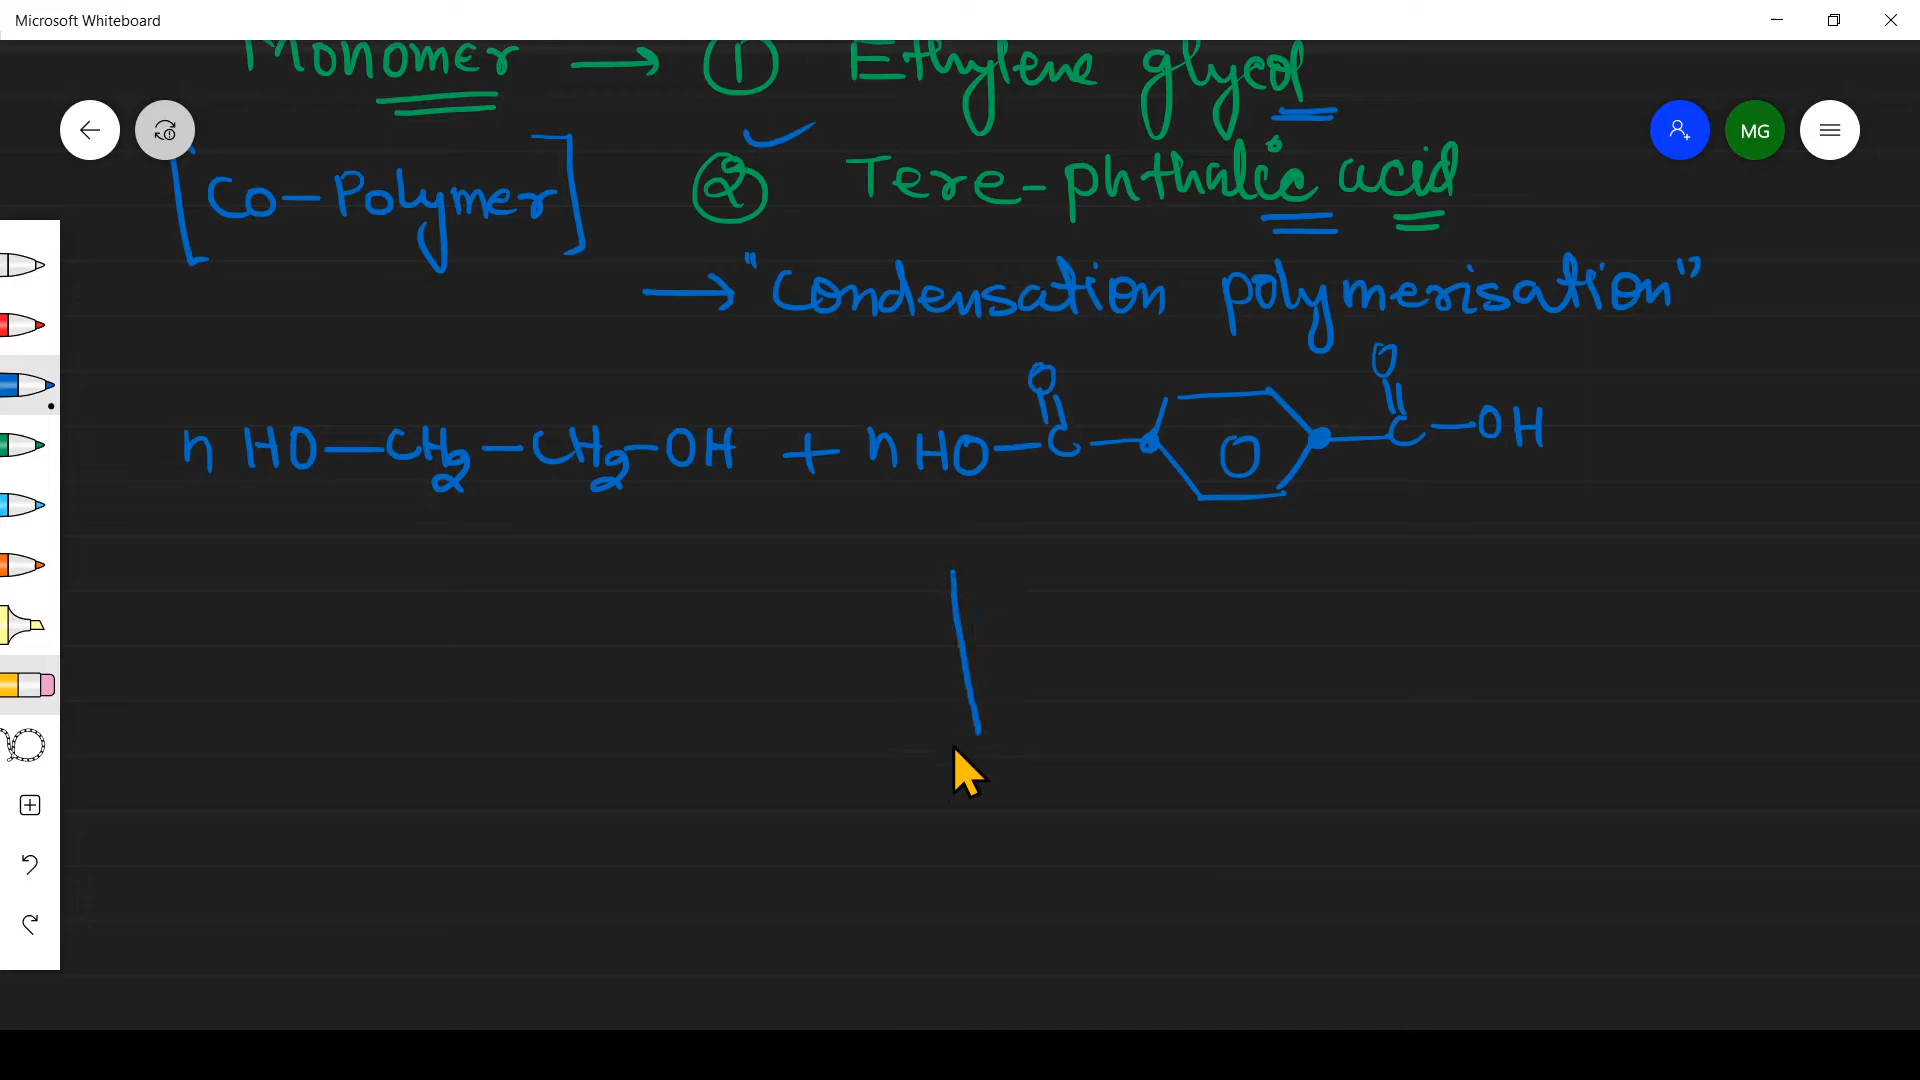 Microsoft Whiteboard
Monomer → ① Ethylene glycol
MG
[Co-Polymer] ② Tere-phthalic acid
→ "Condensation polymerisation"
O O
n HO—CH2—CH2—OH + n HO—C— —C—OH